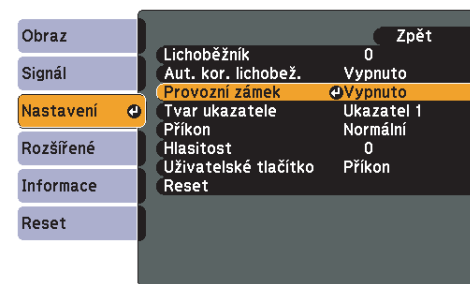 Obraz
Signál
Nastavení
Rozšířené
Informace
Reset
Zpět
Lichoběžník 0
Aut. kor. lichobež. Vypnuto
Provozní zámek Vypnuto
Tvar ukazatele Ukazatel 1
Příkon Normální
Hlasitost 0
Uživatelské tlačítko Příkon
Reset